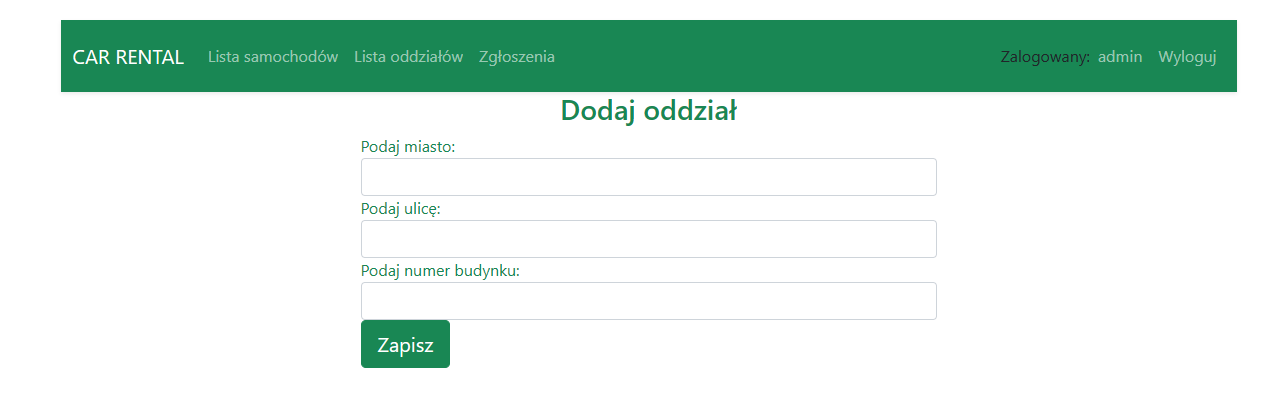 CAR RENTAL Lista samochodów Lista oddziałów Zgłoszenia Zalogowany: admin Wyloguj
Dodaj oddział
Podaj miasto:
Podaj ulicę:
Podaj numer budynku:
Zapisz